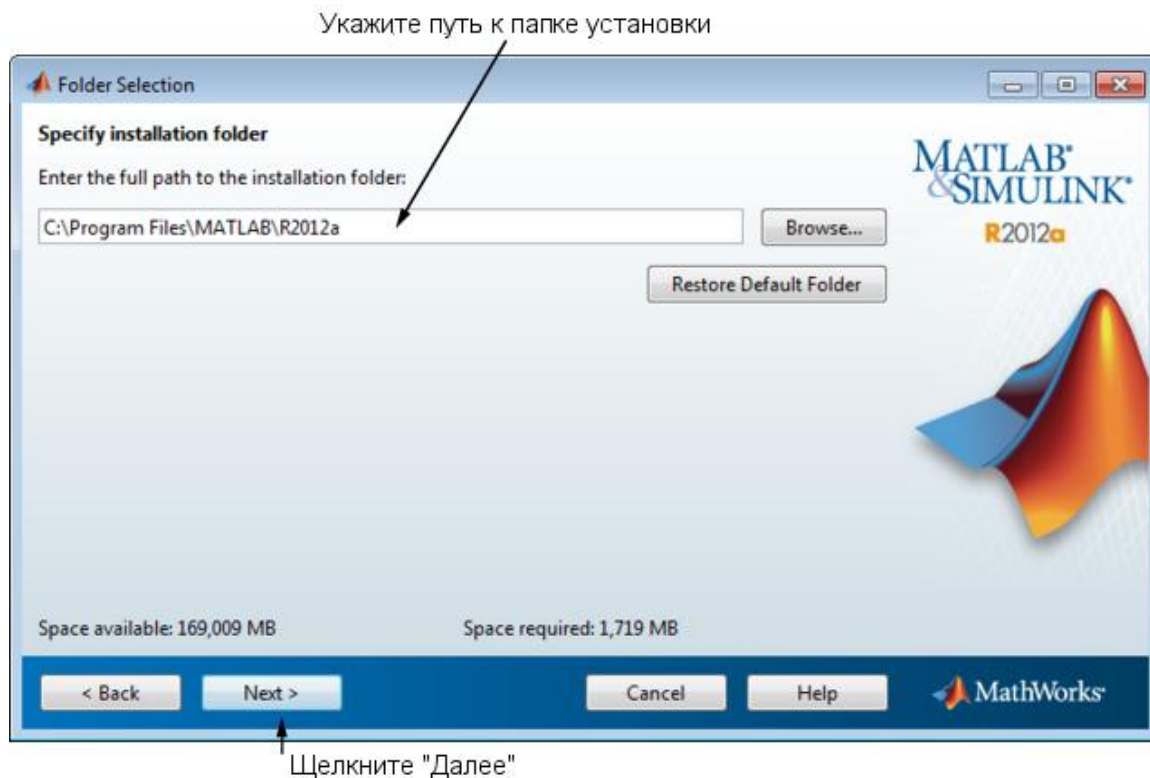 Укажите путь к папке установки
Folder Selection
Specify installation folder
Enter the full path to the installation folder:
C:\Program Files\MATLAB\R2012a
Browse...
Restore Default Folder
MATLAB®
&SIMULINK®
R2012a
Space available: 169,009 MB
Space required: 1,719 MB
< Back
Next >
Cancel
Help
MathWorks®
Щелкните "Далее"